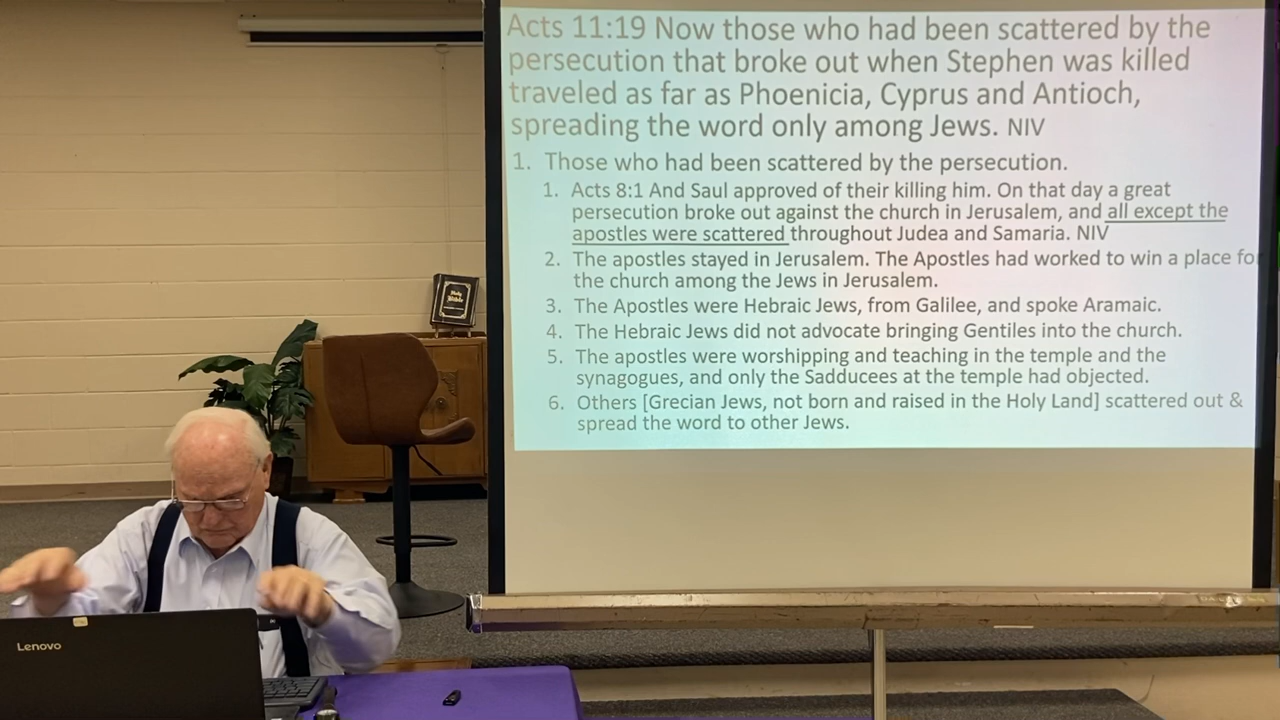 Acts 11:19 Now those who had been scattered by the
persecution that broke out when Stephen was killed
traveled as far as Phoenicia, Cyprus and Antioch,
spreading the word only among Jews. NIV
1. Those who had been scattered by the persecution.
1. Acts 8:1 And Saul approved of their killing him. On that day a great
persecution broke out against the church in Jerusalem, and all except the
apostles were scattered throughout Judea and Samaria. NIV
2. The apostles stayed in Jerusalem. The Apostles had worked to win a place for
the church among the Jews in Jerusalem.
3. The Apostles were Hebraic Jews, from Galilee, and spoke Aramaic.
4. The Hebraic Jews did not advocate bringing Gentiles into the church.
5. The apostles were worshipping and teaching in the temple and the
synagogues, and only the Sadducees at the temple had objected.
6. Others [Grecian Jews, not born and raised in the Holy Land] scattered out &
spread the word to other Jews.
Holy
Bible
Lenovo